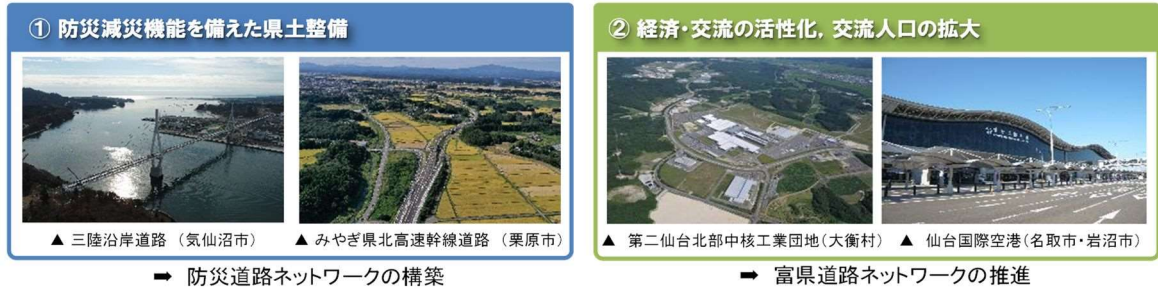 ① 防災減災機能を備えた県土整備
② 経済・交流の活性化，交流人口の拡大
▲ 三陸沿岸道路 （気仙沼市）
▲ みやぎ県北高速幹線道路 （栗原市）
▲ 第二仙台北部中核工業団地（大衡村）
▲ 仙台国際空港（名取市・岩沼市）
➡ 防災道路ネットワークの構築
➡ 富県道路ネットワークの推進